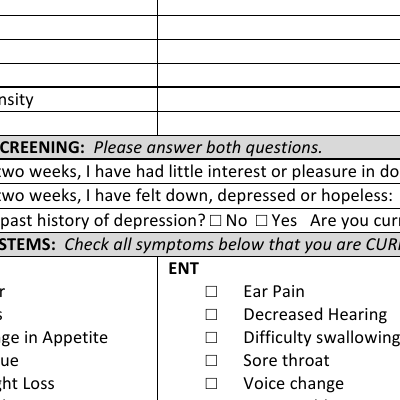 nsity
CREENING: Please answer both questions.
two weeks, I have had little interest or pleasure in do
two weeks, I have felt down, depressed or hopeless:
past history of depression? ☐ No ☐ Yes Are you curr
STEMS: Check all symptoms below that you are CURR
ENT
r
☐ Ear Pain
s
☐ Decreased Hearing
ge in Appetite
☐ Difficulty swallowing
ue
☐ Sore throat
ht Loss
☐ Voice change